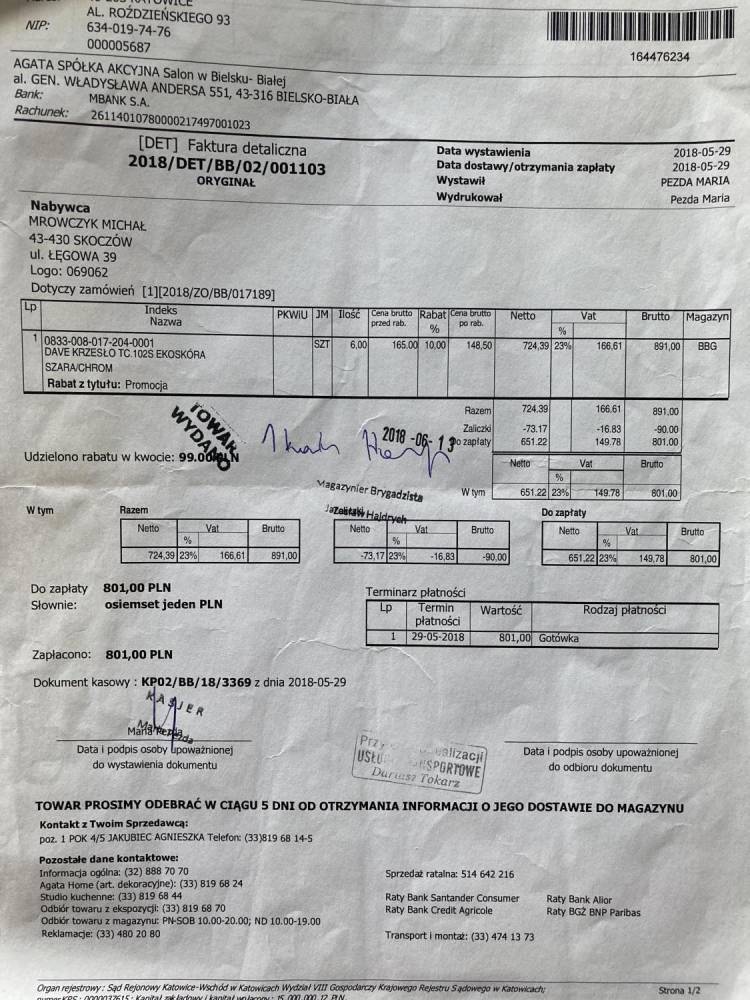 AL. ROŹDZIEŃSKIEGO 93
NIP: 634-019-74-76
000005687
164476234
AGATA SPÓŁKA AKCYJNA Salon w Bielsku- Białej
al. GEN. WŁADYSŁAWA ANDERSA 551, 43-316 BIELSKO-BIAŁA
Bank: MBANK S.A.
Rachunek: 26114010780000217497001023
[DET] Faktura detaliczna
2018/DET/BB/02/001103
ORYGINAŁ
Data wystawienia 2018-05-29
Data dostawy/otrzymania zapłaty 2018-05-29
Wystawił PEZDA MARIA
Wydrukował Pezda Maria
Nabywca
MROWCZYK MICHAŁ
43-430 SKOCZÓW
ul. ŁĘGOWA 39
Logo: 069062
Dotyczy zamówień [1][2018/ZO/BB/017189]
Lp Indeks Nazwa PKWiU JM Ilość Cena brutto przed rab. Rabat % Cena brutto po rab. Netto Vat % Brutto Magazyn
1 0833-008-017-204-0001 SZT 6,00 165.00 10,00 148,50 724,39 23% 166,61 891,00 BBG
DAVE KRZESŁO TC.102S EKOSKÓRA
SZARA/CHROM
Rabat z tytułu: Promocja
Razem 724.39 166.61 891.00
Zaliczki -73.17 -16.83 -90.00
Do zapłaty 651.22 149.78 801.00
TOWAR
WYDANO
2018 -06- 13
Udzielono rabatu w kwocie: 99.00 PLN
Netto Vat % Brutto
W tym 651.22 23% 149.78 801.00
Magazynier Brygadzista
Hajdrych
W tym Razem Zaliczki Do zapłaty
Netto Vat % Brutto Netto Vat % Brutto Netto Vat % Brutto
724,39 23% 166,61 891,00 -73,17 23% -16,83 -90,00 651,22 23% 149,78 801,00
Do zapłaty 801,00 PLN
Słownie: osiemset jeden PLN
Terminarz płatności
Lp Termin płatności Wartość Rodzaj płatności
1 29-05-2018 801,00 Gotówka
Zapłacono: 801,00 PLN
Dokument kasowy : KP02/BB/18/3369 z dnia 2018-05-29
KASJER
Maria Pezda
Maria Pezda
Data i podpis osoby upoważnionej
do wystawienia dokumentu
USŁU SPORTOWE
Dariusz Tokarz
Data i podpis osoby upoważnionej
do odbioru dokumentu
TOWAR PROSIMY ODEBRAĆ W CIĄGU 5 DNI OD OTRZYMANIA INFORMACJI O JEGO DOSTAWIE DO MAGAZYNU
Kontakt z Twoim Sprzedawcą:
poz. 1 POK 4/5 JAKUBIEC AGNIESZKA Telefon: (33)819 68 14-5
Pozostałe dane kontaktowe:
Informacja ogólna: (32) 888 70 70
Agata Home (art. dekoracyjne): (33) 819 68 24
Studio kuchenne: (33) 819 68 44
Odbiór towaru z ekspozycji: (33) 819 68 70
Odbiór towaru z magazynu: PN-SOB 10.00-20.00; ND 10.00-19.00
Reklamacje: (33) 480 20 80
Sprzedaż ratalna: 514 642 216
Raty Bank Santander Consumer Raty Bank Alior
Raty Bank Credit Agricole Raty BGŻ BNP Paribas
Transport i montaż: (33) 474 13 73
Organ rejestrowy: Sąd Rejonowy Katowice-Wschód w Katowicach Wydział VIII Gospodarczy Krajowego Rejestru Sądowego w Katowicach;
numer KRS : 0000037615 ; Kapitał zakładowy i kapitał wpłacony : 15 000 000,12 PLN.
Strona 1/2